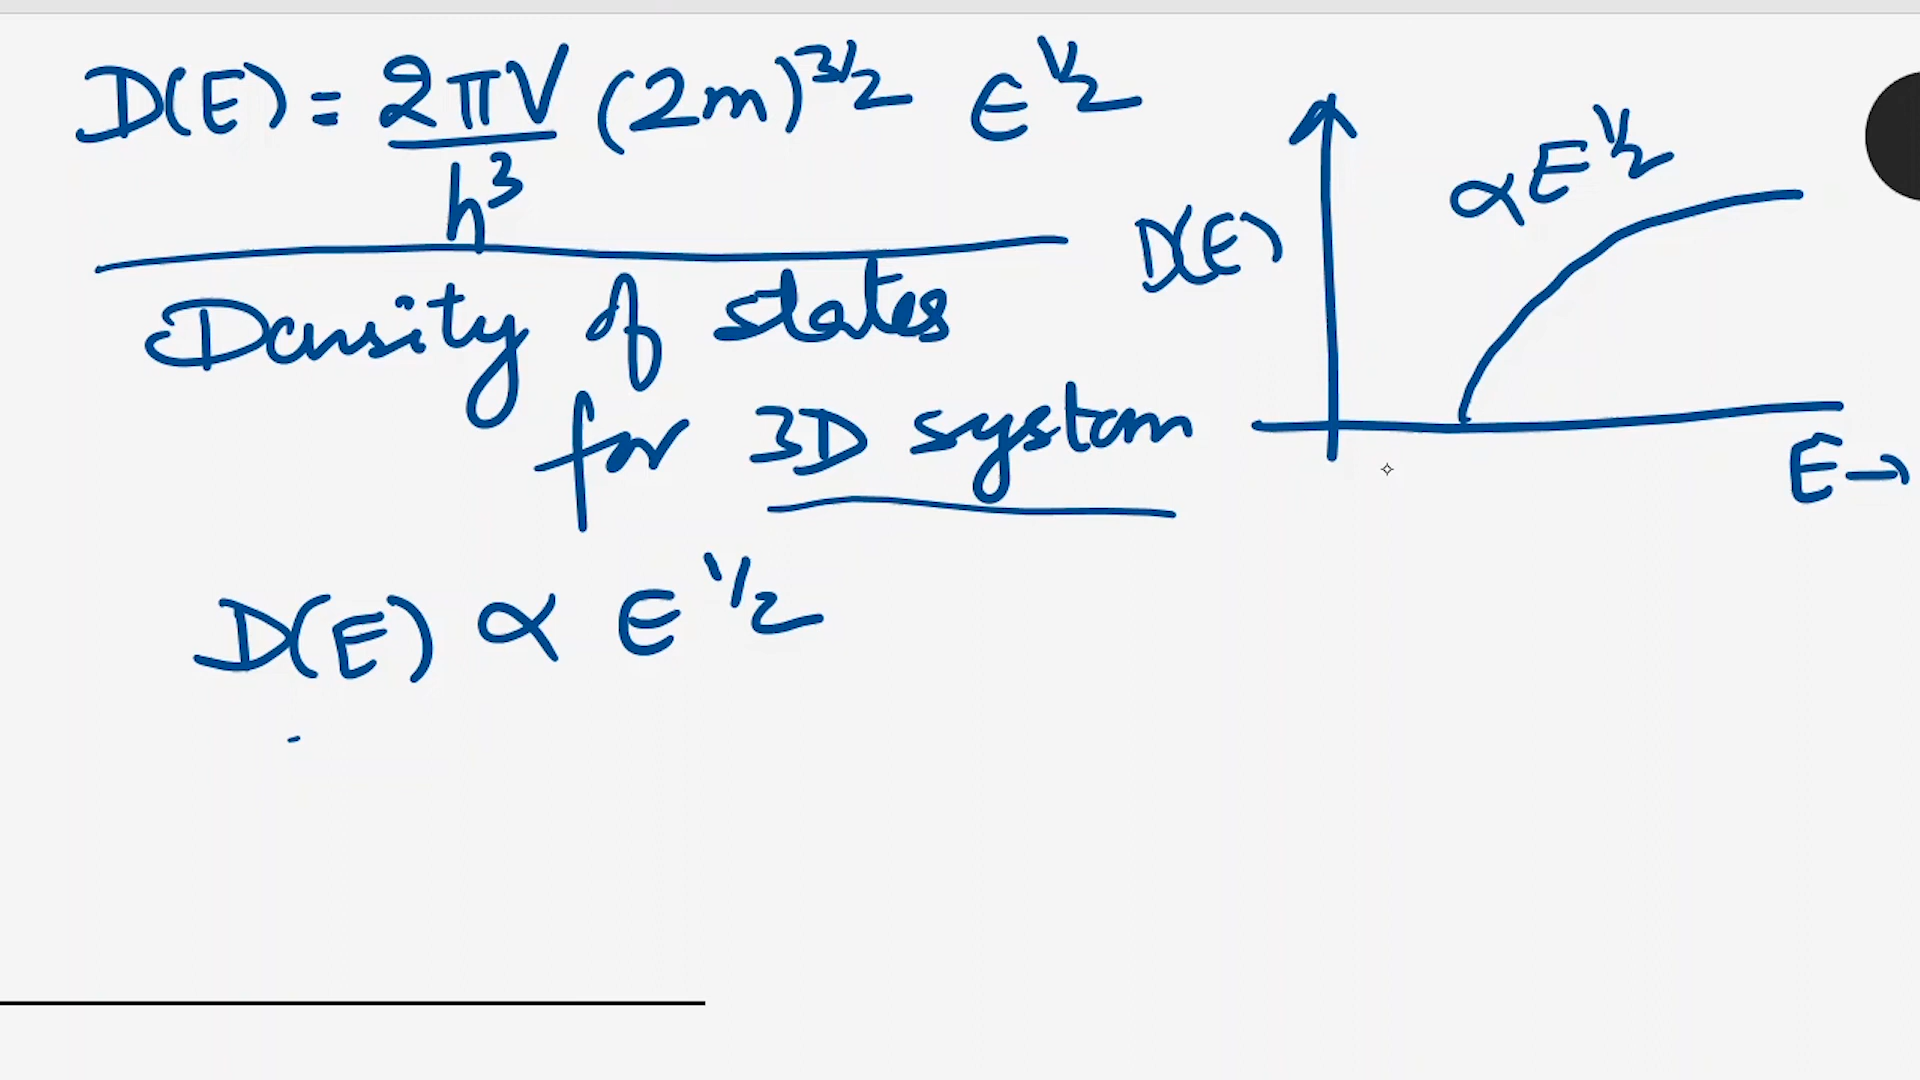 D(E) = 2πV/h³ (2m)^3/2 E^1/2
Density of states
for 3D system
D(E) ∝ E^1/2
∝ E^1/2
D(E)
E→